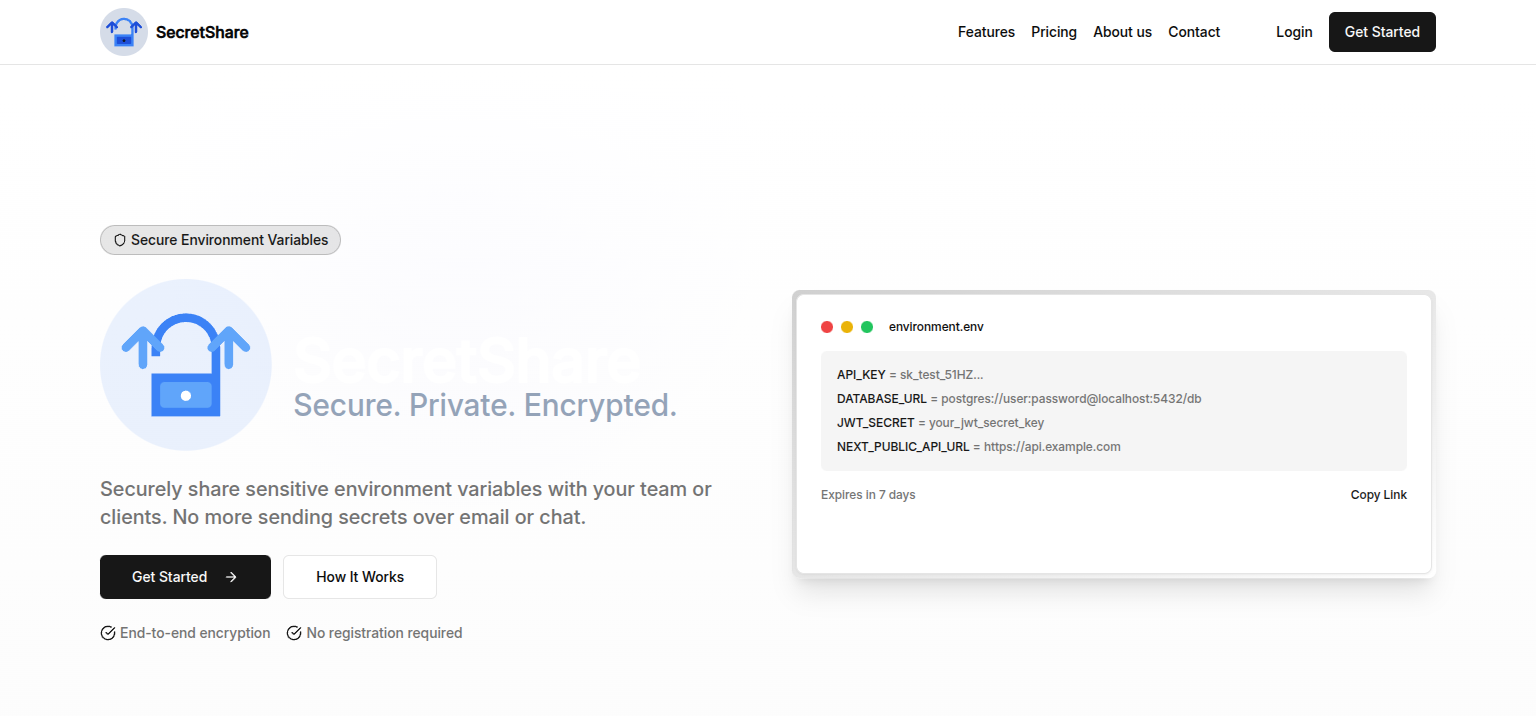 SecretShare
Features Pricing About us Contact Login Get Started
Secure Environment Variables
SecretShare
Secure. Private. Encrypted.
Securely share sensitive environment variables with your team or
clients. No more sending secrets over email or chat.
Get Started How It Works
End-to-end encryption No registration required
environment.env
API_KEY = sk_test_51HZ...
DATABASE_URL = postgres://user:password@localhost:5432/db
JWT_SECRET = your_jwt_secret_key
NEXT_PUBLIC_API_URL = https://api.example.com
Expires in 7 days Copy Link